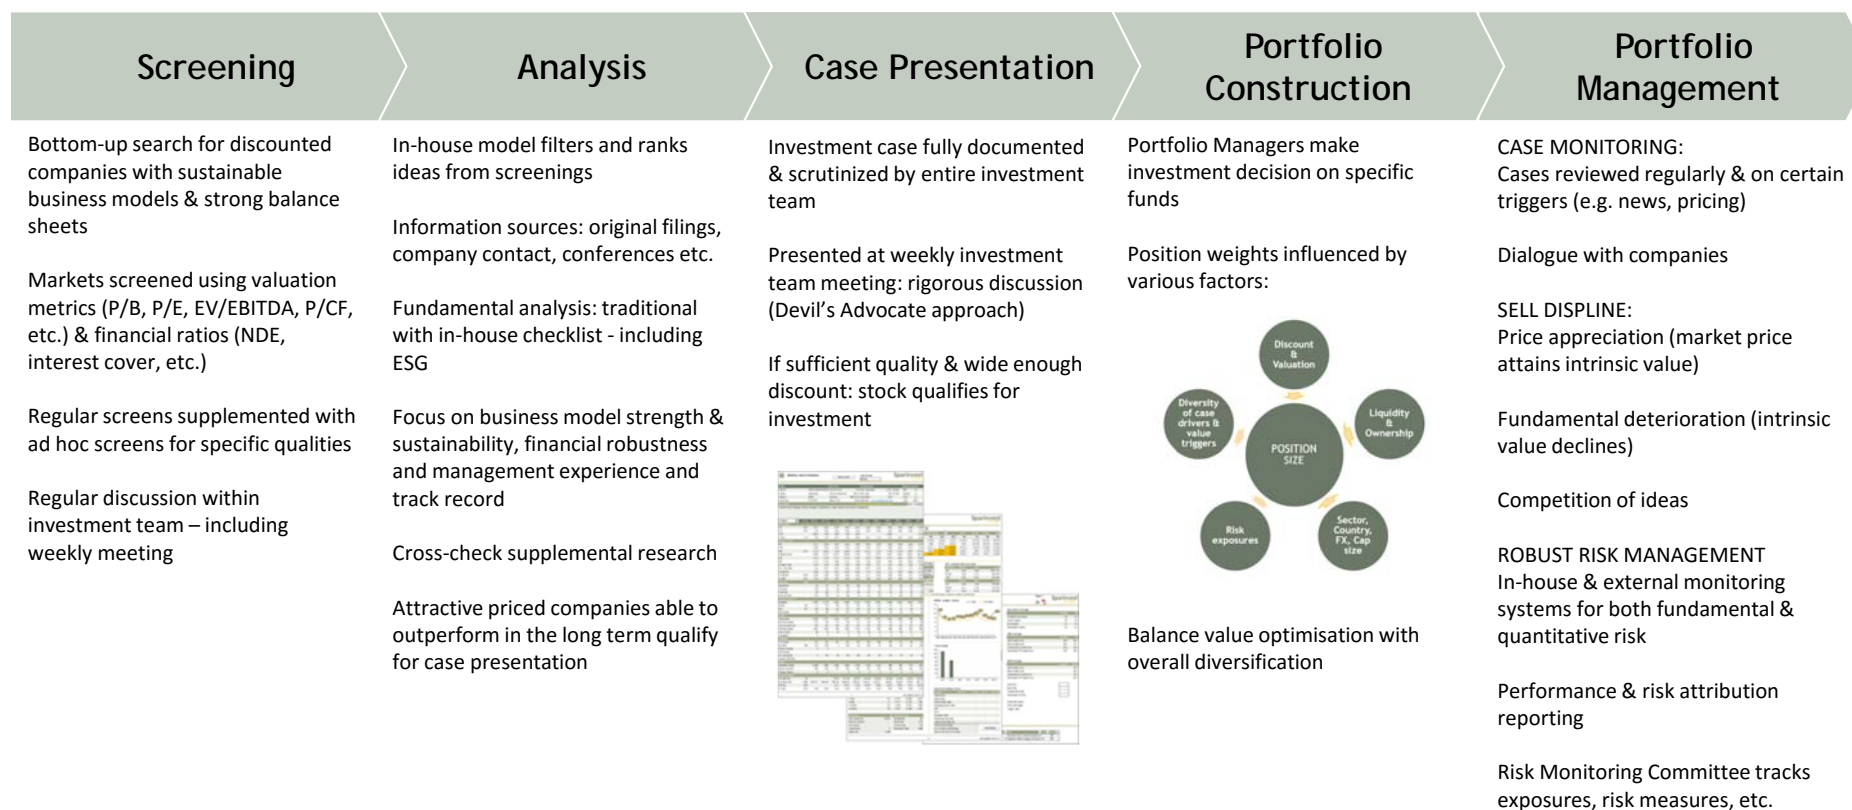 Screening
Bottom-up search for discounted
companies with sustainable
business models & strong balance
sheets
Markets screened using valuation
metrics (P/B, P/E, EV/EBITDA, P/CF,
etc.) & financial ratios (NDE,
interest cover, etc.)
Regular screens supplemented with
ad hoc screens for specific qualities
Regular discussion within
investment team – including
weekly meeting
Analysis
In-house model filters and ranks
ideas from screenings
Information sources: original filings,
company contact, conferences etc.
Fundamental analysis: traditional
with in-house checklist - including
ESG
Focus on business model strength &
sustainability, financial robustness
and management experience and
track record
Cross-check supplemental research
Attractive priced companies able to
outperform in the long term qualify
for case presentation
Case Presentation
Investment case fully documented
& scrutinized by entire investment
team
Presented at weekly investment
team meeting: rigorous discussion
(Devil’s Advocate approach)
If sufficient quality & wide enough
discount: stock qualifies for
investment
Sparinvest
Sparinvest
Sparinvest
Portfolio
Construction
Portfolio Managers make
investment decision on specific
funds
Position weights influenced by
various factors:
Discount
&
Valuation
Diversity
of case
drivers &
value
triggers
Liquidity
&
Ownership
POSITION
SIZE
Risk
exposures
Sector,
Country,
FX, Cap
size
Balance value optimisation with
overall diversification
Portfolio
Management
CASE MONITORING:
Cases reviewed regularly & on certain
triggers (e.g. news, pricing)
Dialogue with companies
SELL DISPLINE:
Price appreciation (market price
attains intrinsic value)
Fundamental deterioration (intrinsic
value declines)
Competition of ideas
ROBUST RISK MANAGEMENT
In-house & external monitoring
systems for both fundamental &
quantitative risk
Performance & risk attribution
reporting
Risk Monitoring Committee tracks
exposures, risk measures, etc.